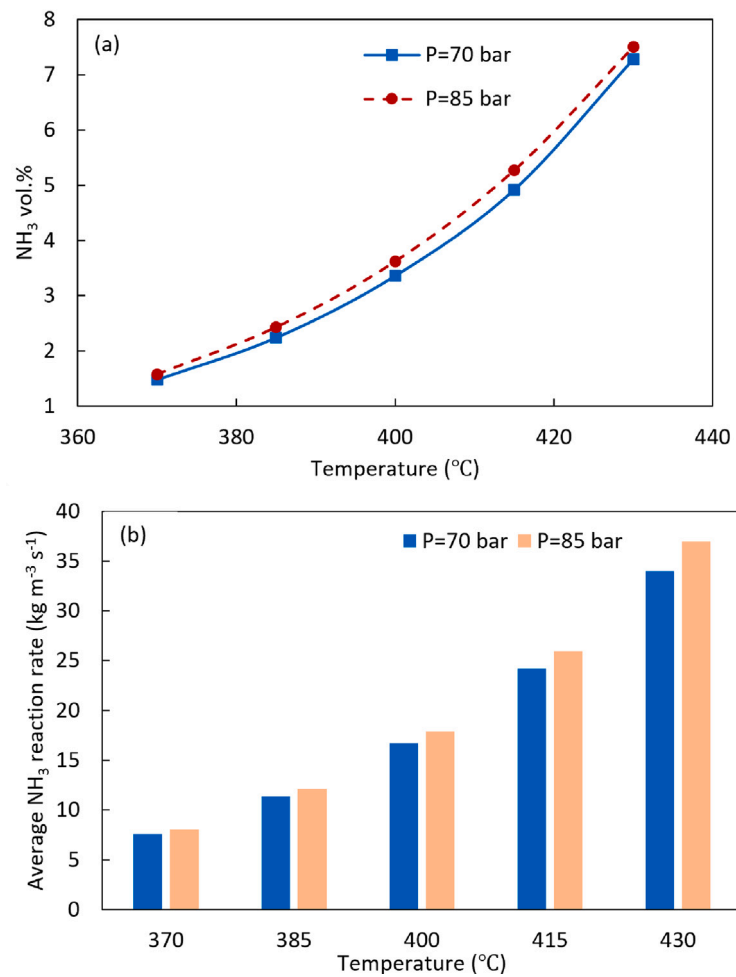 (a)
P=70 bar
P=85 bar
NH₃ vol.%
8
7
6
5
4
3
2
1
360
380
400
420
440
Temperature (°C)
(b)
P=70 bar
P=85 bar
Average NH₃ reaction rate (kg m⁻³ s⁻¹)
40
35
30
25
20
15
10
5
0
370
385
400
415
430
Temperature (°C)